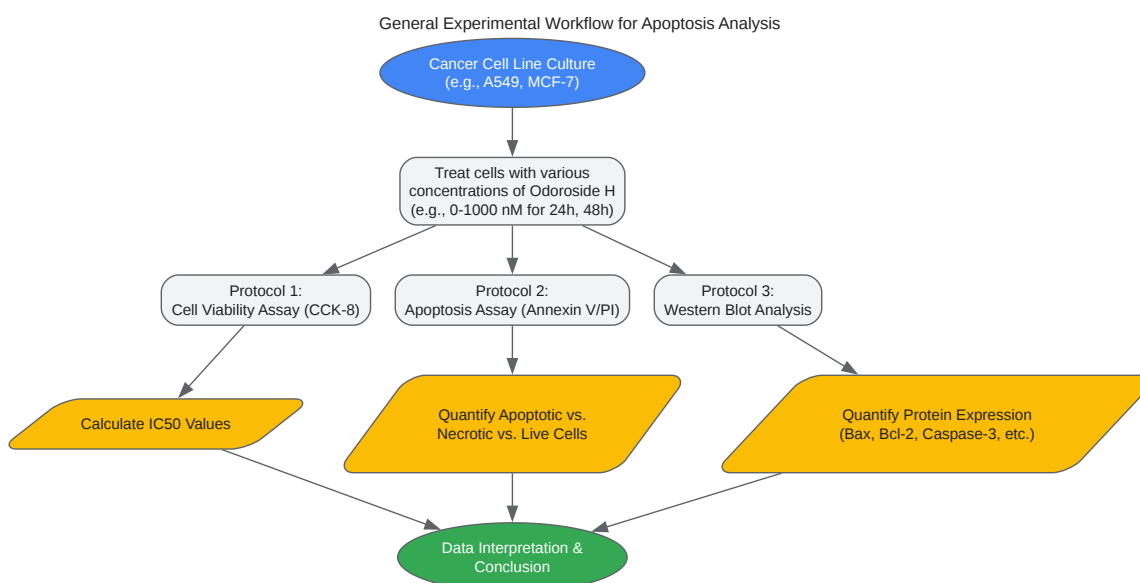 General Experimental Workflow for Apoptosis Analysis
Cancer Cell Line Culture
(e.g., A549, MCF-7)
Treat cells with various
concentrations of Odoroside H
(e.g., 0-1000 nM for 24h, 48h)
Protocol 1:
Cell Viability Assay (CCK-8)
Protocol 2:
Apoptosis Assay (Annexin V/PI)
Protocol 3:
Western Blot Analysis
Calculate IC50 Values
Quantify Apoptotic vs.
Necrotic vs. Live Cells
Quantify Protein Expression
(Bax, Bcl-2, Caspase-3, etc.)
Data Interpretation &
Conclusion